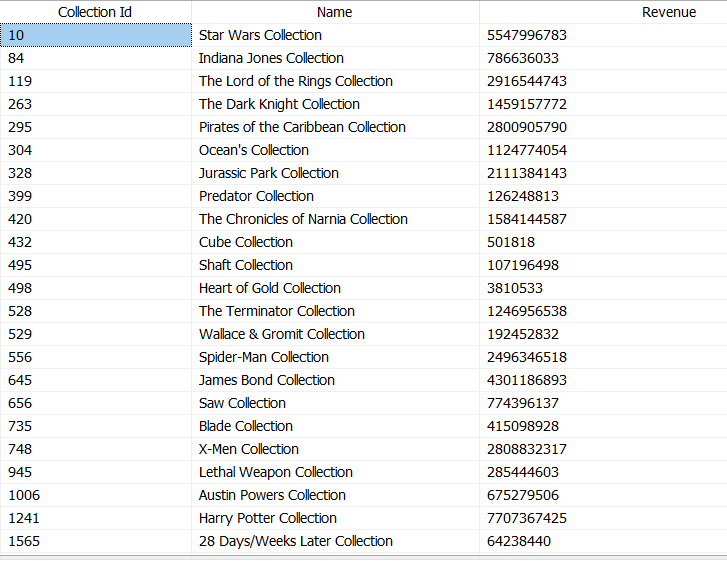 Collection Id Name Revenue
10 Star Wars Collection 5547996783
84 Indiana Jones Collection 786636033
119 The Lord of the Rings Collection 2916544743
263 The Dark Knight Collection 1459157772
295 Pirates of the Caribbean Collection 2800905790
304 Ocean's Collection 1124774054
328 Jurassic Park Collection 2111384143
399 Predator Collection 126248813
420 The Chronicles of Narnia Collection 1584144587
432 Cube Collection 501818
495 Shaft Collection 107196498
498 Heart of Gold Collection 3810533
528 The Terminator Collection 1246956538
529 Wallace & Gromit Collection 192452832
556 Spider-Man Collection 2496346518
645 James Bond Collection 4301186893
656 Saw Collection 774396137
735 Blade Collection 415098928
748 X-Men Collection 2808832317
945 Lethal Weapon Collection 285444603
1006 Austin Powers Collection 675279506
1241 Harry Potter Collection 7707367425
1565 28 Days/Weeks Later Collection 64238440